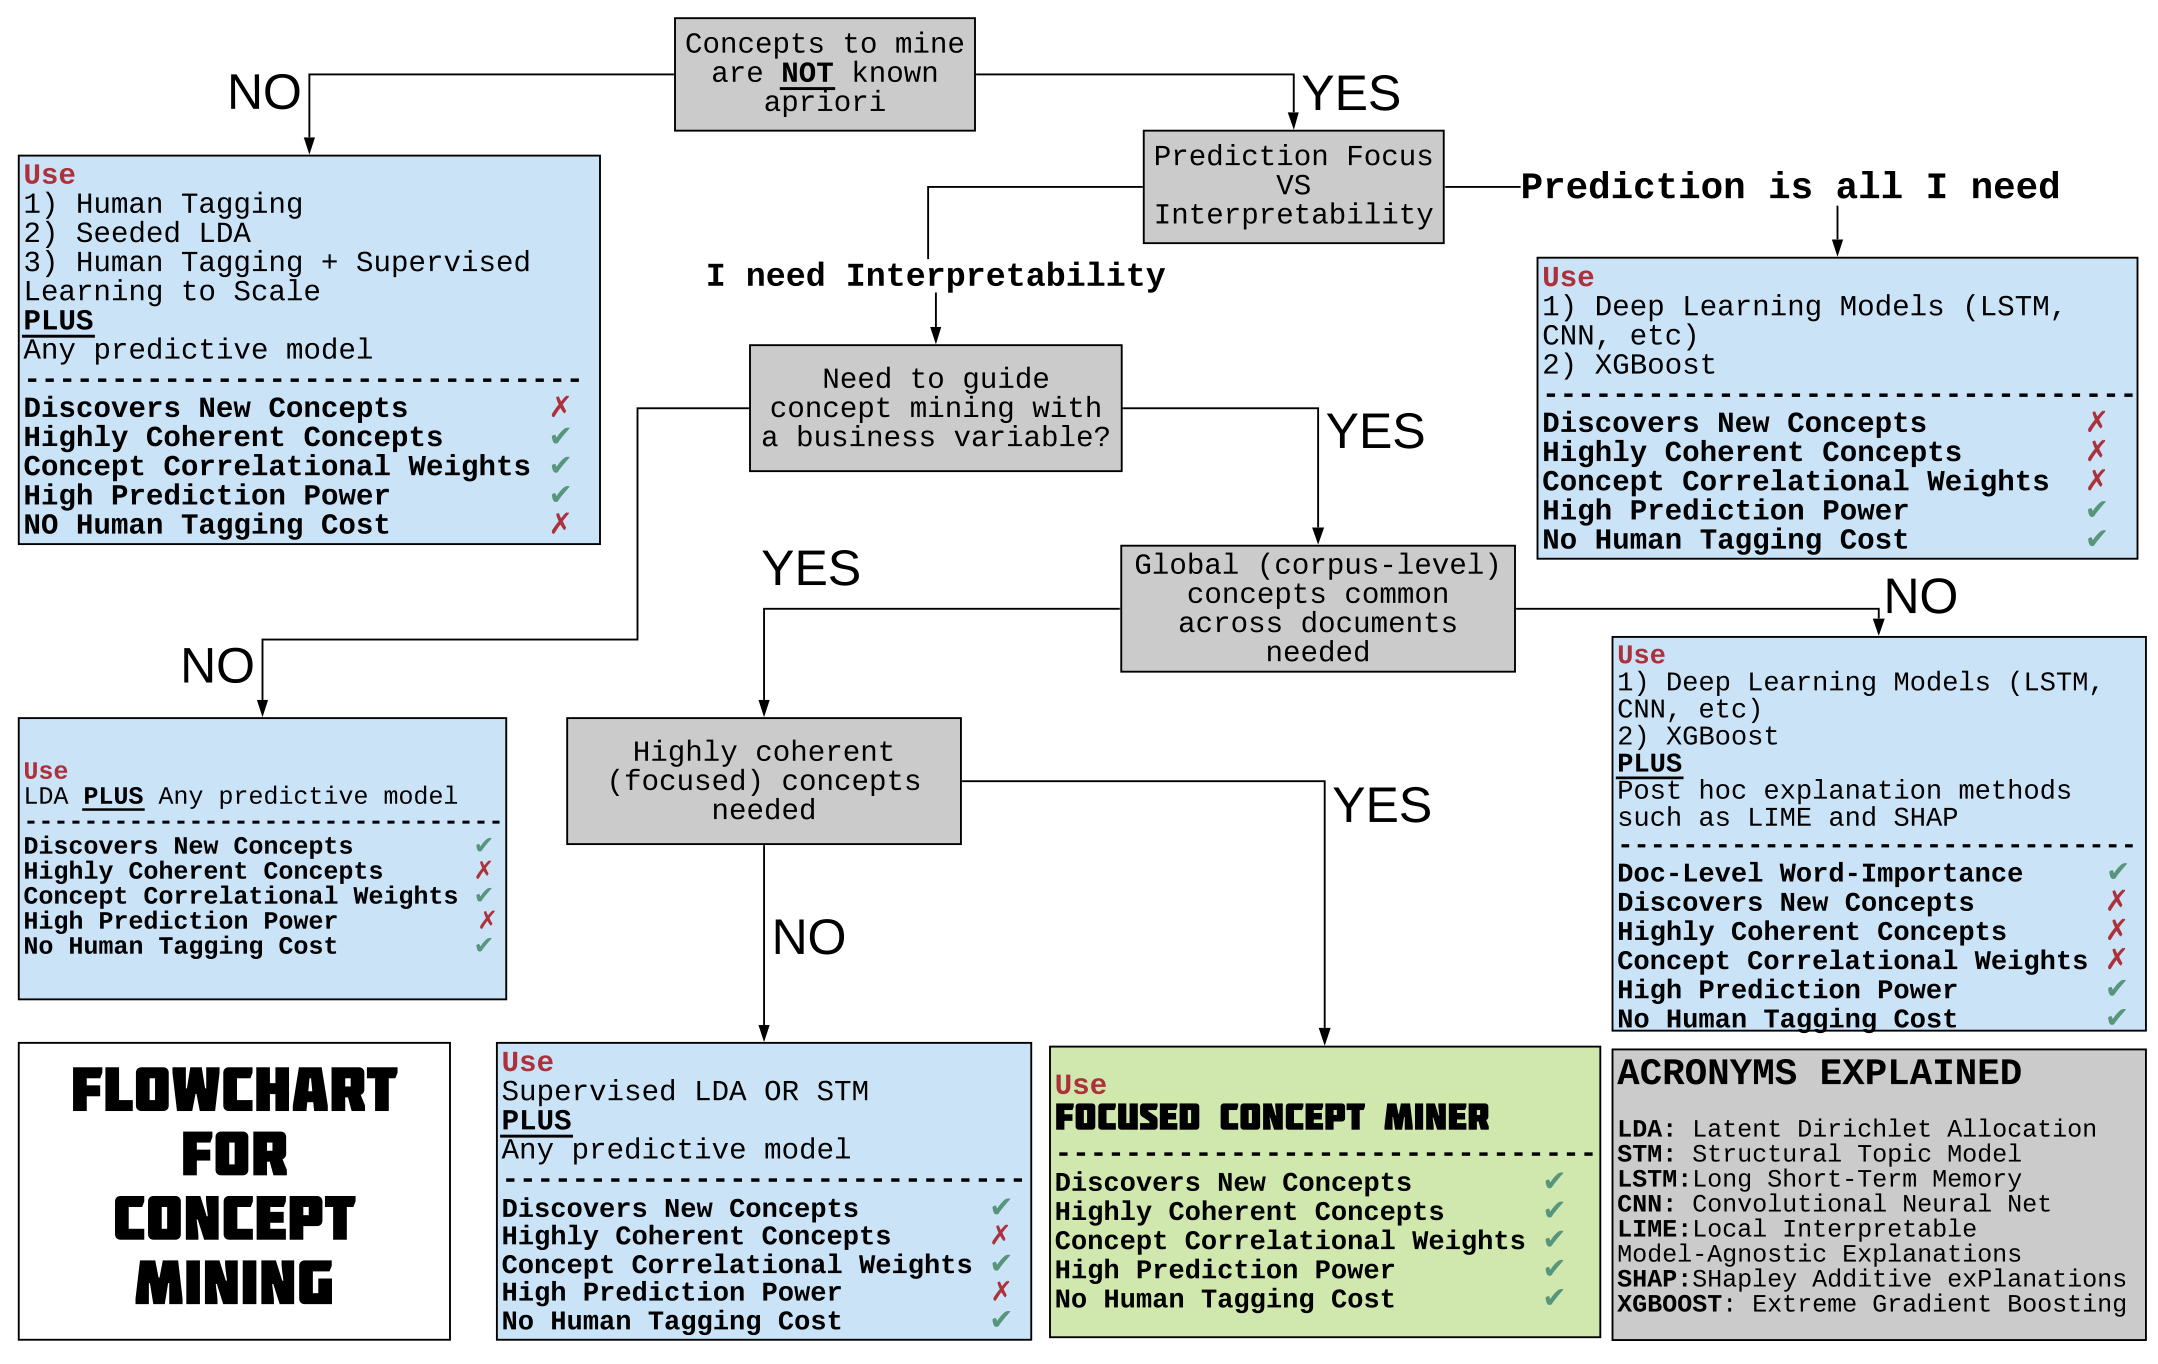 Concepts to mine
are NOT known
apriori
NO
YES
Prediction Focus
VS
Interpretability
Prediction is all I need
I need Interpretability
Use
1) Human Tagging
2) Seeded LDA
3) Human Tagging + Supervised
Learning to Scale
PLUS
Any predictive model
--------------------------------
Discovers New Concepts ✗
Highly Coherent Concepts ✔
Concept Correlational Weights ✔
High Prediction Power ✔
NO Human Tagging Cost ✗
Use
1) Deep Learning Models (LSTM,
CNN, etc)
2) XGBoost
----------------------------------
Discovers New Concepts ✗
Highly Coherent Concepts ✗
Concept Correlational Weights ✗
High Prediction Power ✔
No Human Tagging Cost ✔
Need to guide
concept mining with
a business variable?
YES
NO
Global (corpus-level)
concepts common
across documents
needed
YES
NO
Use
1) Deep Learning Models (LSTM,
CNN, etc)
2) XGBoost
PLUS
Post hoc explanation methods
such as LIME and SHAP
--------------------------------
Doc-Level Word-Importance ✔
Discovers New Concepts ✗
Highly Coherent Concepts ✗
Concept Correlational Weights ✗
High Prediction Power ✔
No Human Tagging Cost ✔
Use
LDA PLUS Any predictive model
--------------------------------
Discovers New Concepts ✔
Highly Coherent Concepts ✗
Concept Correlational Weights ✔
High Prediction Power ✗
No Human Tagging Cost ✔
Highly coherent
(focused) concepts
needed
YES
NO
FLOWCHART
FOR
CONCEPT
MINING
Use
Supervised LDA OR STM
PLUS
Any predictive model
------------------------------
Discovers New Concepts ✔
Highly Coherent Concepts ✗
Concept Correlational Weights ✔
High Prediction Power ✗
No Human Tagging Cost ✔
Use
FOCUSED CONCEPT MINER
-------------------------------
Discovers New Concepts ✔
Highly Coherent Concepts ✔
Concept Correlational Weights ✔
High Prediction Power ✔
No Human Tagging Cost ✔
ACRONYMS EXPLAINED
LDA: Latent Dirichlet Allocation
STM: Structural Topic Model
LSTM:Long Short-Term Memory
CNN: Convolutional Neural Net
LIME:Local Interpretable
Model-Agnostic Explanations
SHAP:SHapley Additive exPlanations
XGBOOST: Extreme Gradient Boosting